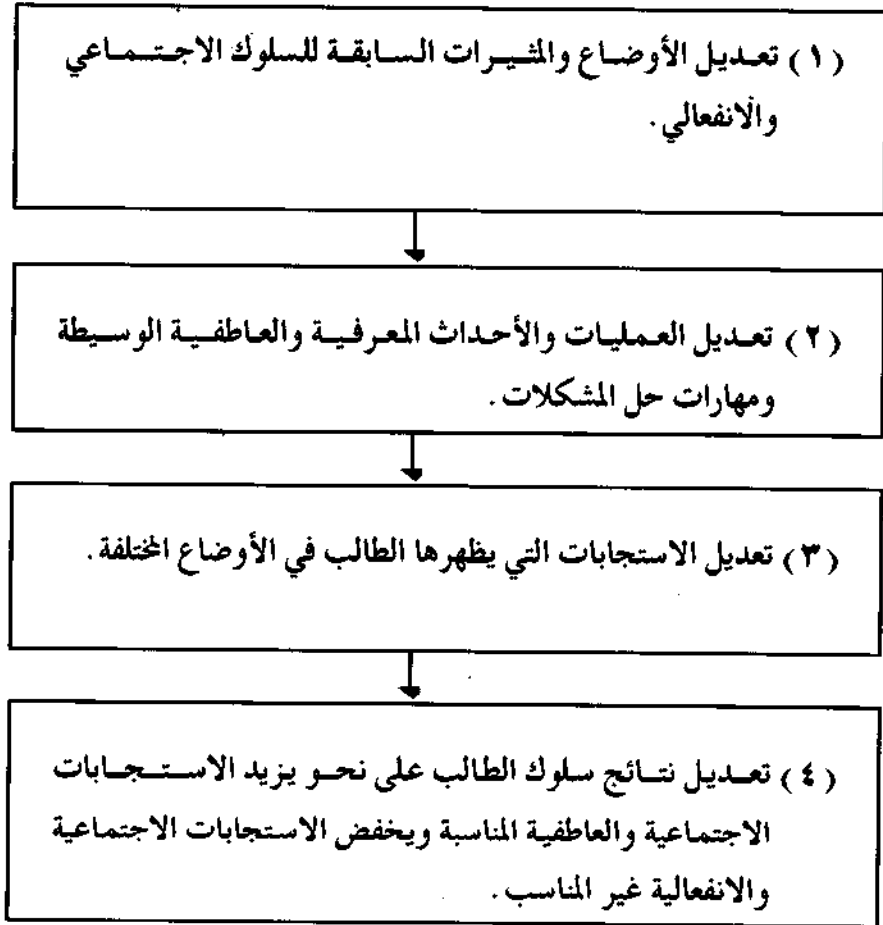 (١) تعديل الأوضاع والمثيرات السابقة للسلوك الاجتماعي
والانفعالي.
(٢) تعديل العمليات والأحداث المعرفية والعاطفية الوسيطة
ومهارات حل المشكلات.
(٣) تعديل الاستجابات التي يظهرها الطالب في الأوضاع المختلفة.
(٤) تعديل نتائج سلوك الطالب على نحو يزيد الاستجابات
الاجتماعية والعاطفية المناسبة ويخفض الاستجابات الاجتماعية
والانفعالية غير المناسب.